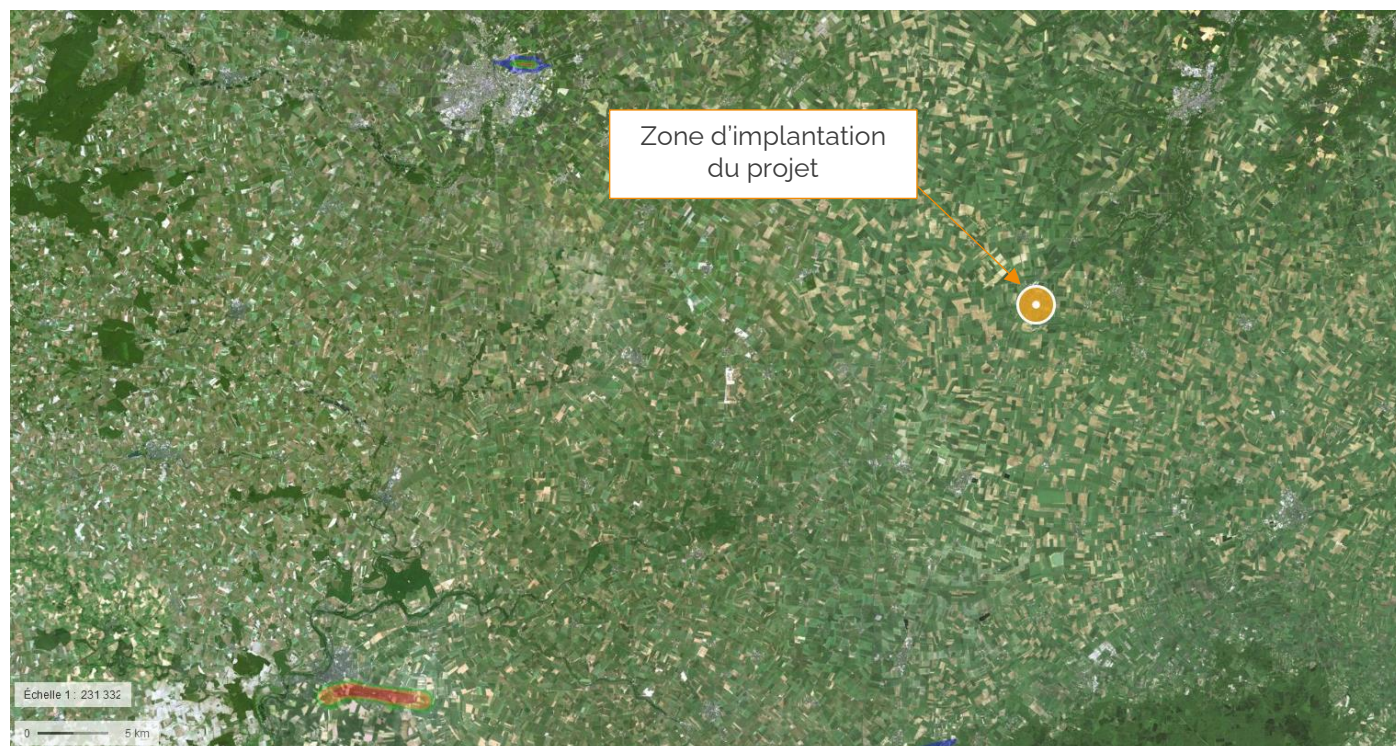 Zone d'implantation
du projet
Échelle 1 : 231 332
0 5 km